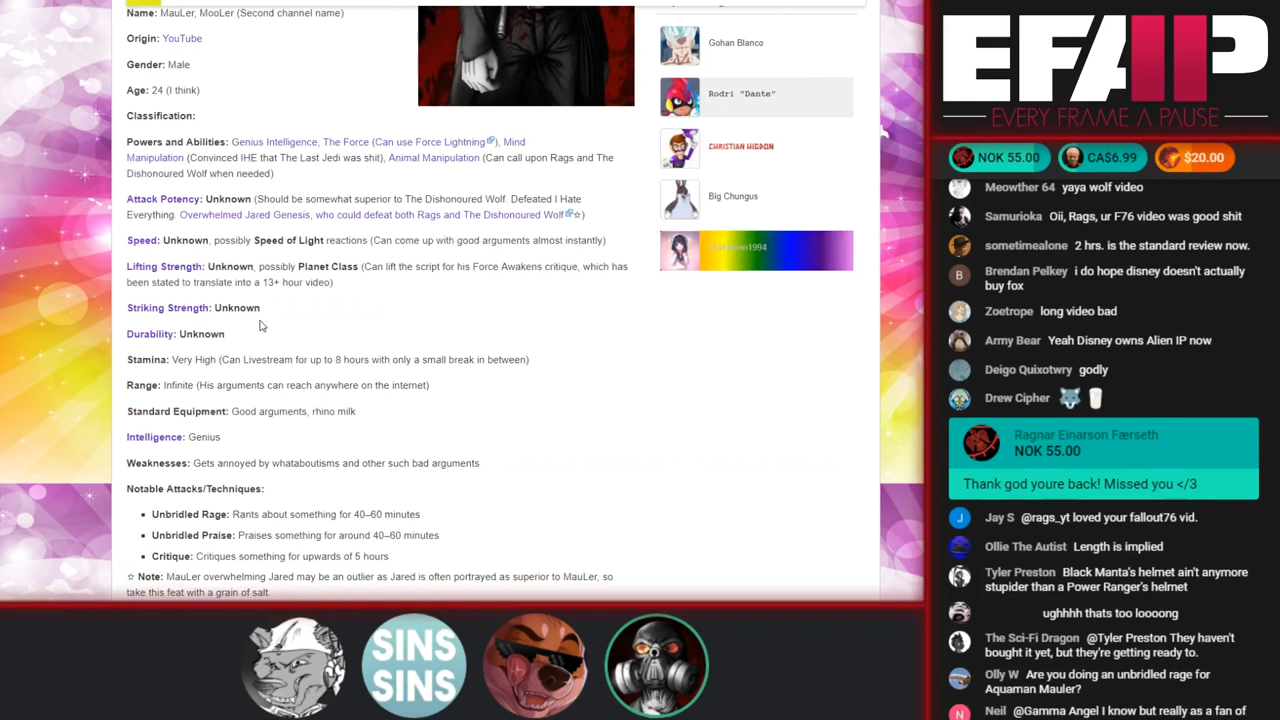 Name: MauLer, MooLer (Second channel name)
Origin: YouTube
Gender: Male
Age: 24 (I think)
Classification:
Powers and Abilities: Genius Intelligence, The Force (Can use Force Lightning), Mind
Manipulation (Convinced IHE that The Last Jedi was shit), Animal Manipulation (Can call upon Rags and The
Dishonoured Wolf when needed)
Attack Potency: Unknown (Should be somewhat superior to The Dishonoured Wolf. Defeated I Hate
Everything. Overwhelmed Jared Genesis, who could defeat both Rags and The Dishonoured Wolf☆)
Speed: Unknown, possibly Speed of Light reactions (Can come up with good arguments almost instantly)
Lifting Strength: Unknown, possibly Planet Class (Can lift the script for his Force Awakens critique, which has
been stated to translate into a 13+ hour video)
Striking Strength: Unknown
Durability: Unknown
Stamina: Very High (Can Livestream for up to 8 hours with only a small break in between)
Range: Infinite (His arguments can reach anywhere on the internet)
Standard Equipment: Good arguments, rhino milk
Intelligence: Genius
Weaknesses: Gets annoyed by whataboutisms and other such bad arguments
Notable Attacks/Techniques:
Unbridled Rage: Rants about something for 40–60 minutes
Unbridled Praise: Praises something for around 40–60 minutes
Critique: Critiques something for upwards of 5 hours
☆ Note: MauLer overwhelming Jared may be an outlier as Jared is often portrayed as superior to MauLer, so
take this feat with a grain of salt.
Gohan Blanco
Rodri "Dante"
CHRISTIAN HIGDON
Big Chungus
SINS
SINS
EFAP
EVERY FRAME A PAUSE
NOK 55.00
CA$6.99
$20.00
Meowther 64 yaya wolf video
Samurioka Oii, Rags, ur F76 video was good shit
sometimealone 2 hrs. is the standard review now.
Brendan Pelkey i do hope disney doesn't actually
buy fox
Zoetrope long video bad
Army Bear Yeah Disney owns Alien IP now
Deigo Quixotwry godly
Drew Cipher 🐺 🥛
Ragnar Einarson Færseth
NOK 55.00
Thank god youre back! Missed you </3
Jay S @rags_yt loved your fallout76 vid.
Ollie The Autist Length is implied
Tyler Preston Black Manta's helmet ain't anymore
stupider than a Power Ranger's helmet
ughhhh thats too loooong
The Sci-Fi Dragon @Tyler Preston They haven't
bought it yet, but they're getting ready to.
Olly W Are you doing an unbridled rage for
Aquaman Mauler?
Neil @Gamma Angel I know but really as a fan of